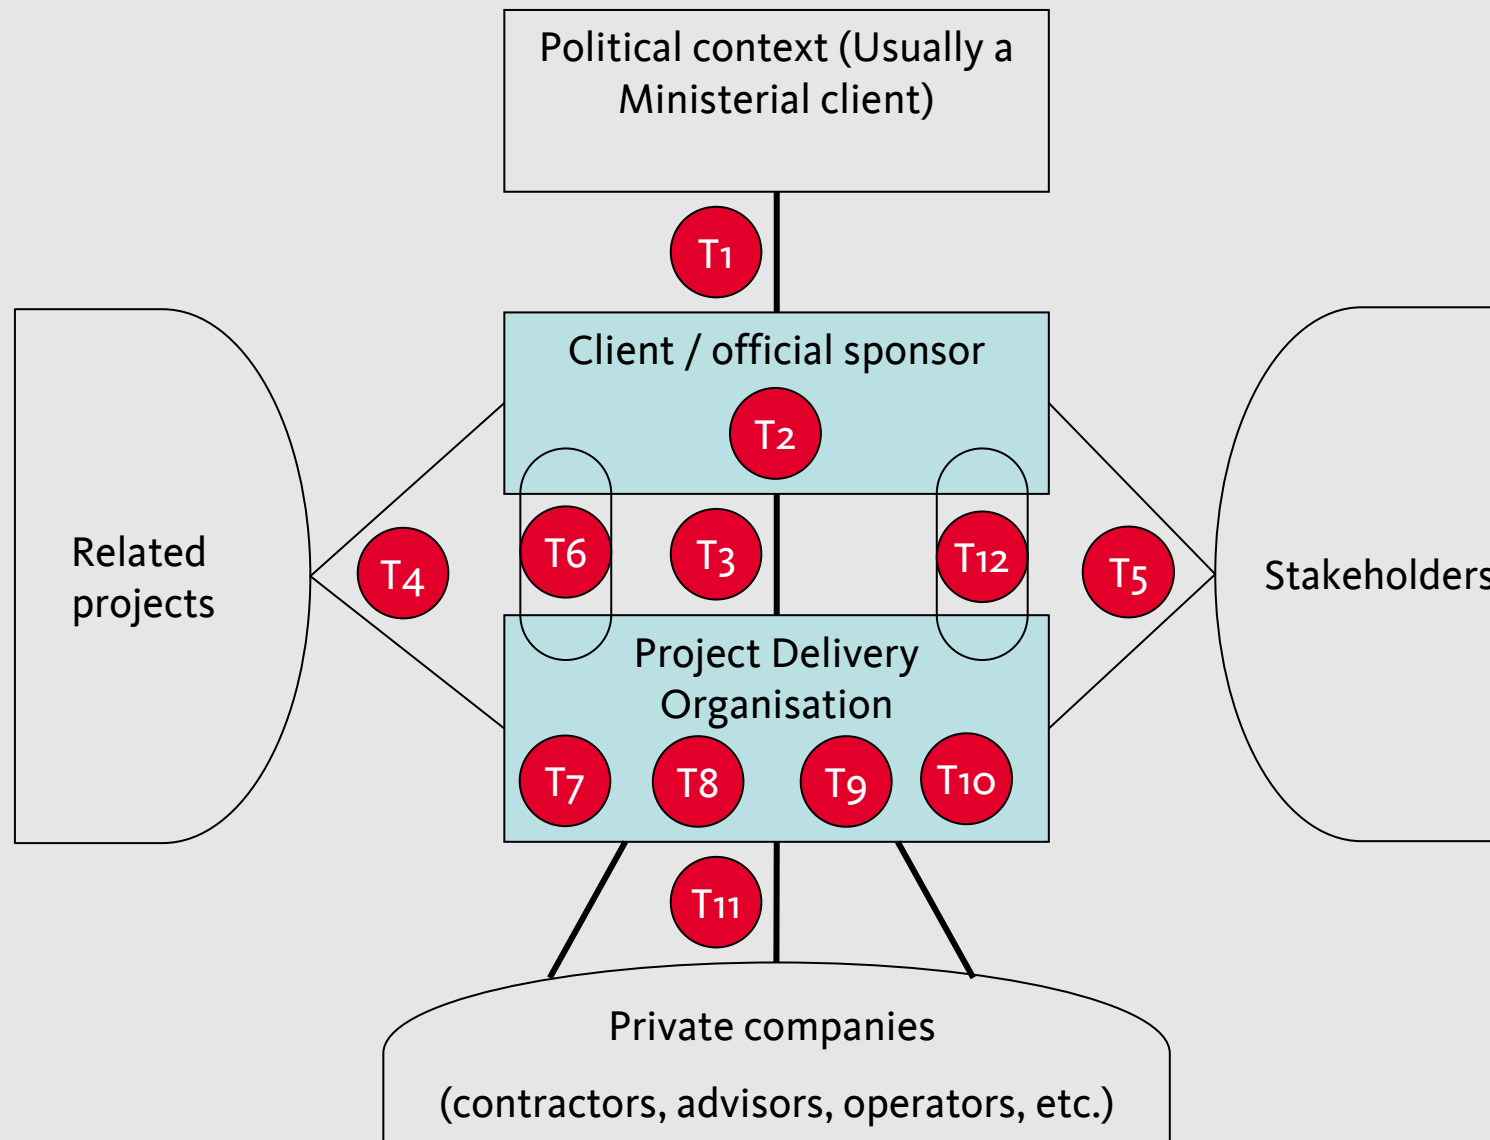 Political context (Usually a
Ministerial client)
T1
Client / official sponsor
T2
Related
projects
T4
T6
T3
T12
T5
Stakeholders
Project Delivery
Organisation
T7
T8
T9
T10
T11
Private companies
(contractors, advisors, operators, etc.)